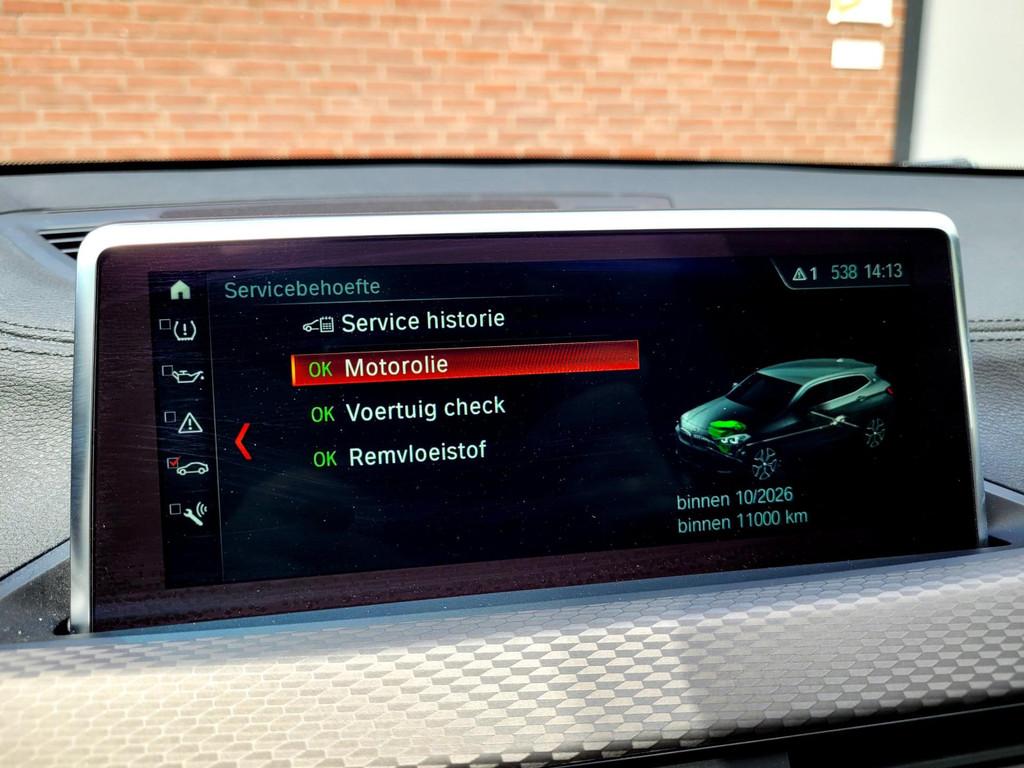 Servicebehoefte
1 538 14:13
Service historie
OK Motorolie
OK Voertuig check
OK Remvloeistof
binnen 10/2026
binnen 11000 km